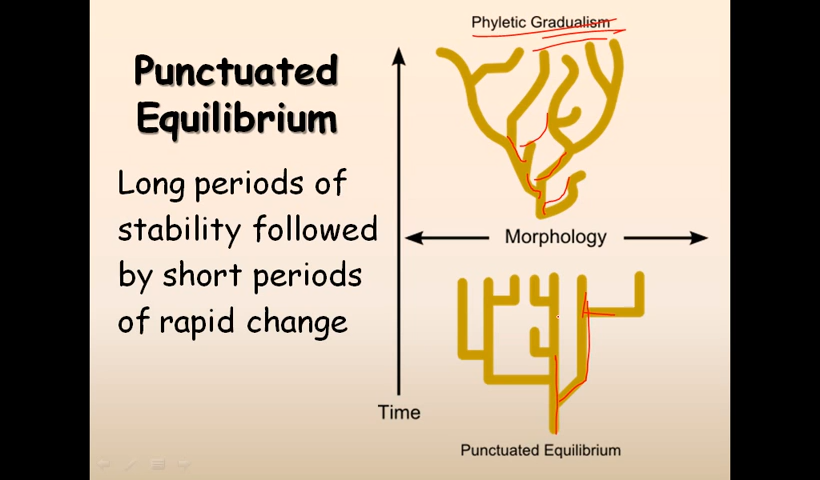 Punctuated
Equilibrium
Long periods of
stability followed
by short periods
of rapid change
Phyletic Gradualism
Morphology
Time
Punctuated Equilibrium